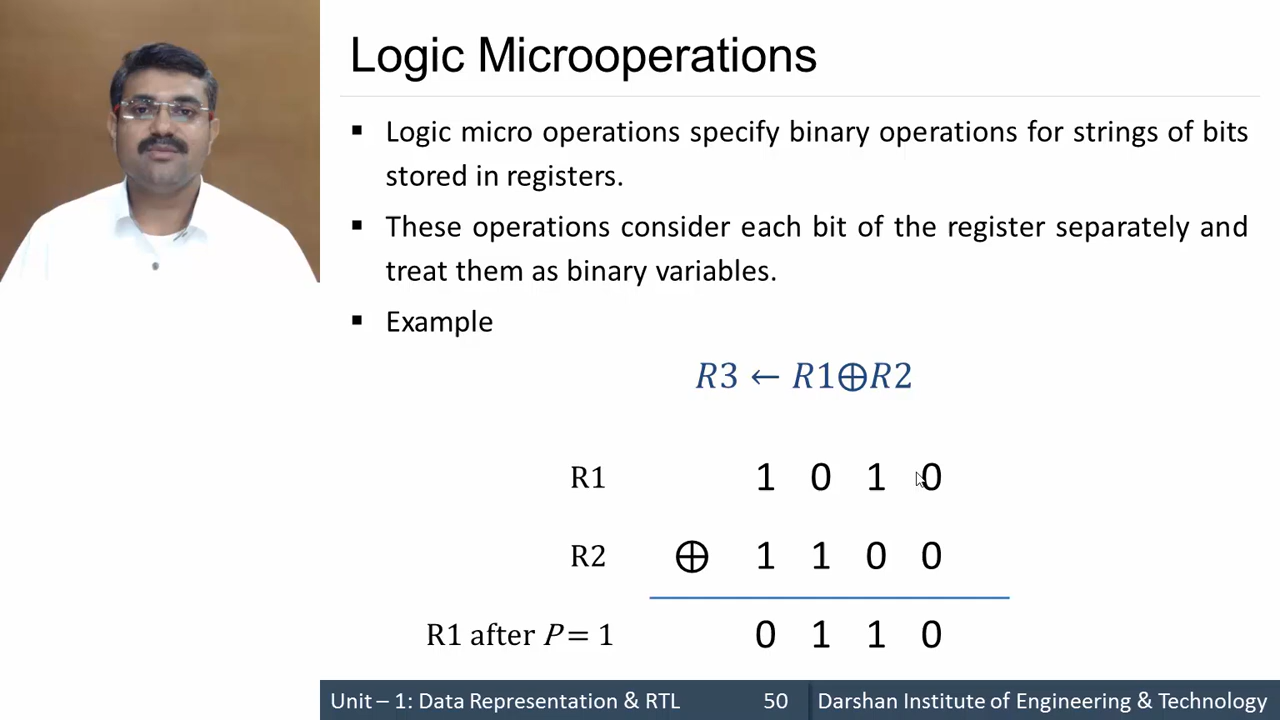 Logic Microoperations
▪ Logic micro operations specify binary operations for strings of bits
stored in registers.
▪ These operations consider each bit of the register separately and
treat them as binary variables.
▪ Example
R3 ← R1⊕R2
R1 1 0 1 0
R2 ⊕ 1 1 0 0
R1 after P = 1 0 1 1 0
Unit – 1: Data Representation & RTL 50 Darshan Institute of Engineering & Technology